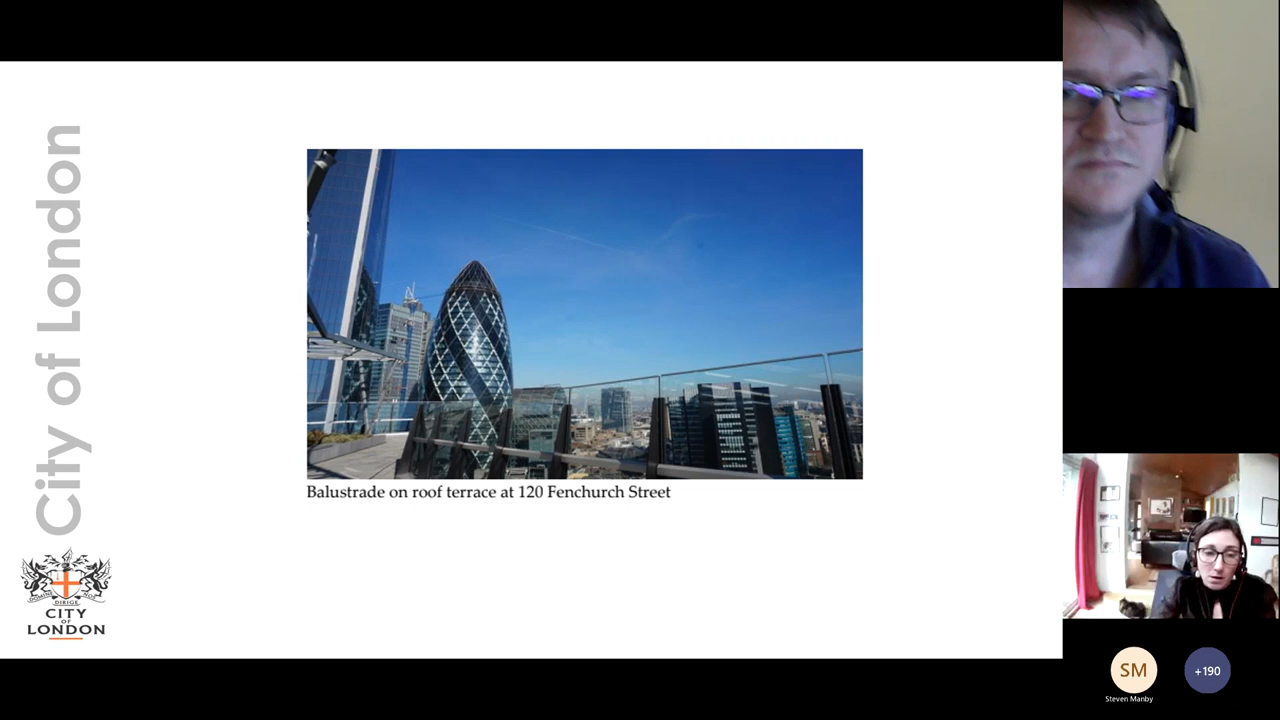 City of London
DOMINE DIRIGE NOS
CITY
OF
LONDON
Balustrade on roof terrace at 120 Fenchurch Street
SM
+190
Steven Manby